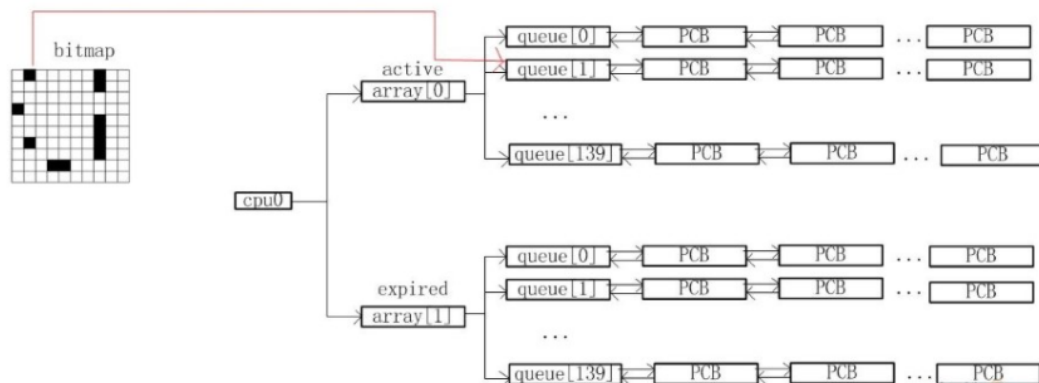 bitmap
active
array[0]
queue[0] PCB PCB ... PCB
queue[1] PCB PCB ... PCB
...
queue[139] PCB PCB ... PCB
cpu0
expired
array[1]
queue[0] PCB PCB ... PCB
queue[1] PCB PCB ... PCB
...
queue[139] PCB PCB ... PCB